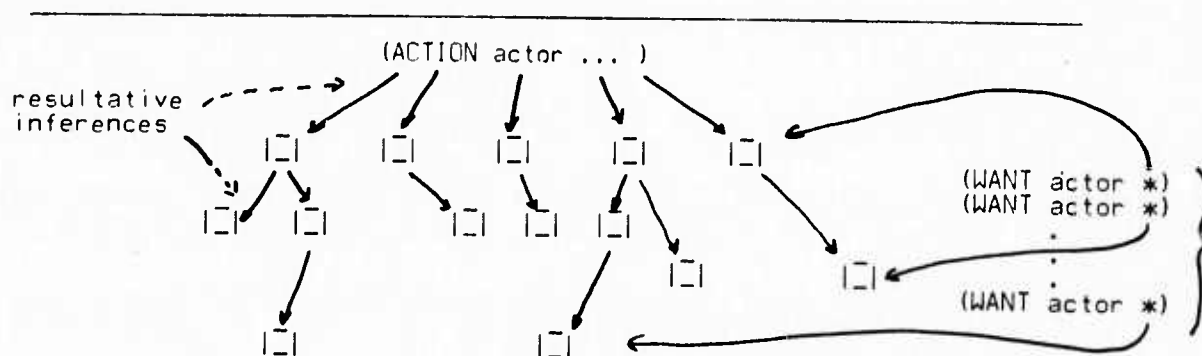 (ACTION actor ... )
resultative
inferences
(WANT actor *)
(WANT actor *)
.
.
.
(WANT actor *)